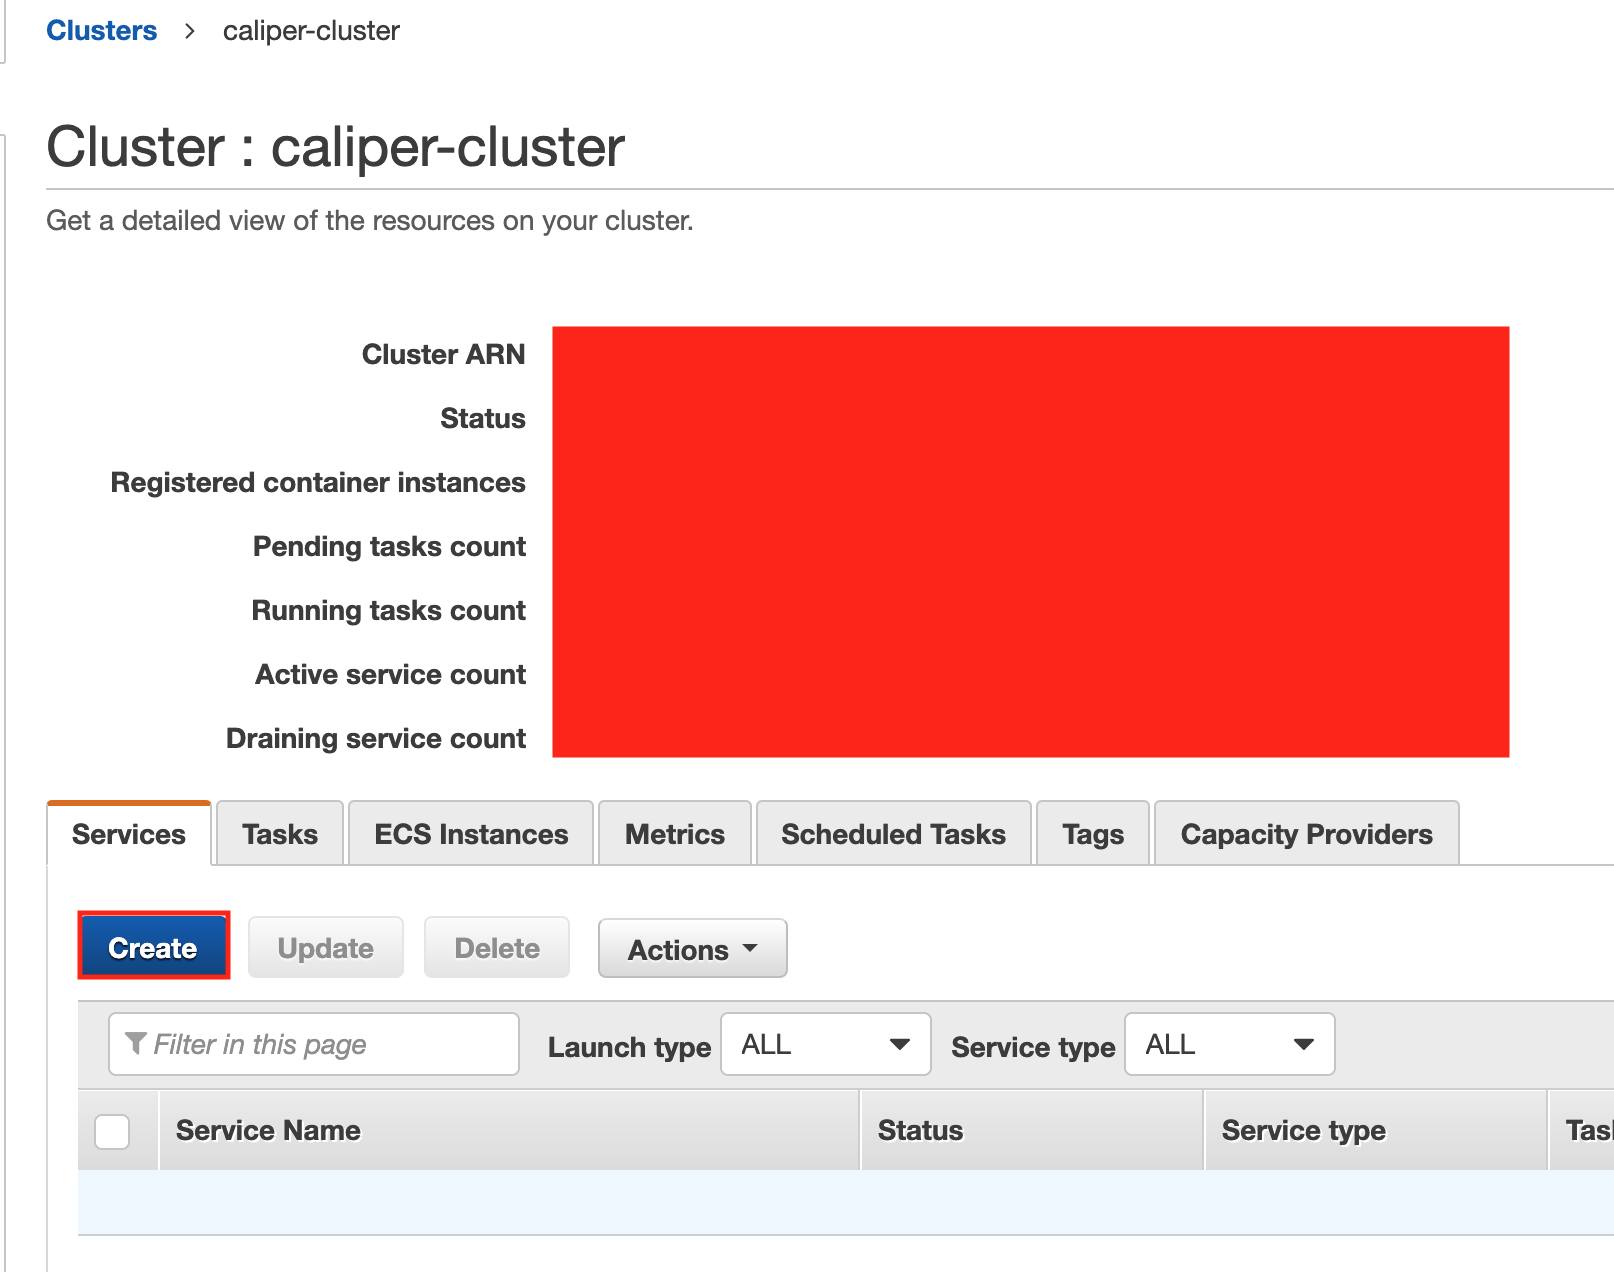 Clusters > caliper-cluster
Cluster : caliper-cluster
Get a detailed view of the resources on your cluster.
Cluster ARN
Status
Registered container instances
Pending tasks count
Running tasks count
Active service count
Draining service count
Services Tasks ECS Instances Metrics Scheduled Tasks Tags Capacity Providers
Create Update Delete Actions
Filter in this page Launch type ALL Service type ALL
Service Name Status Service type